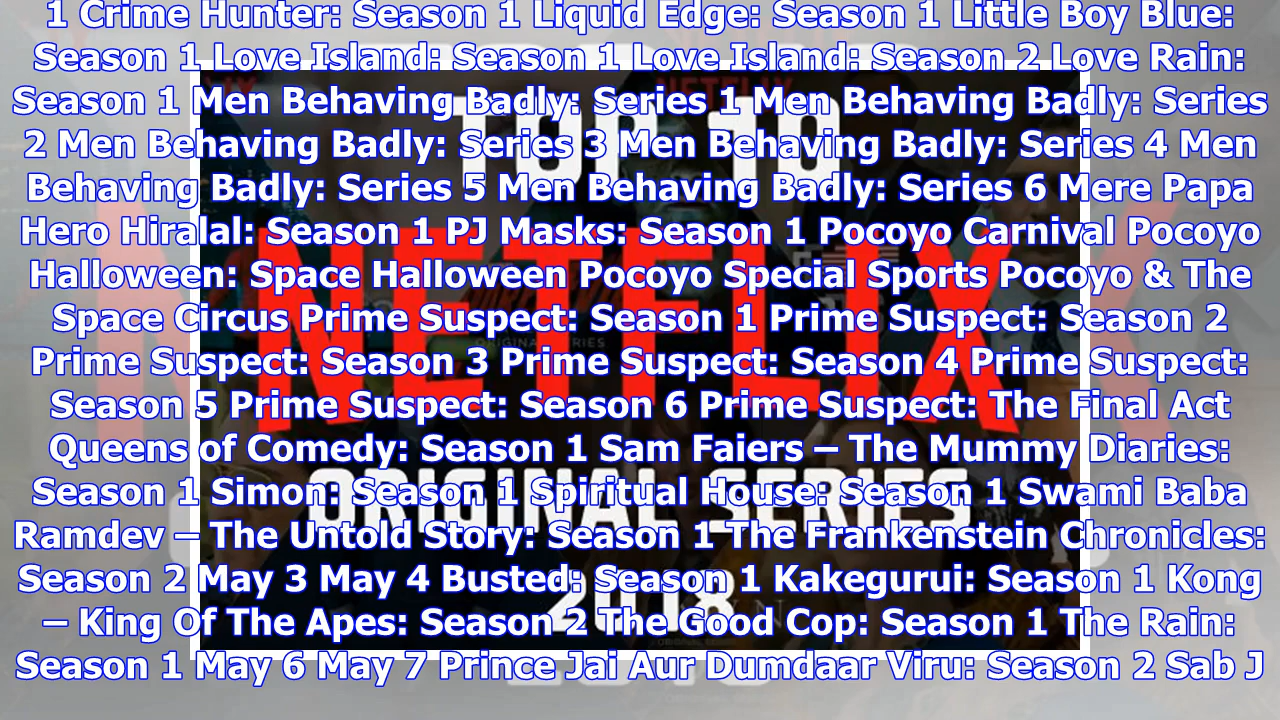 1 Crime Hunter: Season 1 Liquid Edge: Season 1 Little Boy Blue:
Season 1 Love Island: Season 1 Love Island: Season 2 Love Rain:
Season 1 Men Behaving Badly: Series 1 Men Behaving Badly: Series
2 Men Behaving Badly: Series 3 Men Behaving Badly: Series 4 Men
Behaving Badly: Series 5 Men Behaving Badly: Series 6 Mere Papa
Hero Hiralal: Season 1 PJ Masks: Season 1 Pocoyo Carnival Pocoyo
Halloween: Space Halloween Pocoyo Special Sports Pocoyo & The
Space Circus Prime Suspect: Season 1 Prime Suspect: Season 2
Prime Suspect: Season 3 Prime Suspect: Season 4 Prime Suspect:
Season 5 Prime Suspect: Season 6 Prime Suspect: The Final Act
Queens of Comedy: Season 1 Sam Faiers – The Mummy Diaries:
Season 1 Simon: Season 1 Spiritual House: Season 1 Swami Baba
Ramdev – The Untold Story: Season 1 The Frankenstein Chronicles:
Season 2 May 3 May 4 Busted: Season 1 Kakegurui: Season 1 Kong
– King Of The Apes: Season 2 The Good Cop: Season 1 The Rain:
Season 1 May 6 May 7 Prince Jai Aur Dumdaar Viru: Season 2 Sab J
TOP 10
NETFLIX
ORIGINAL SERIES
2018